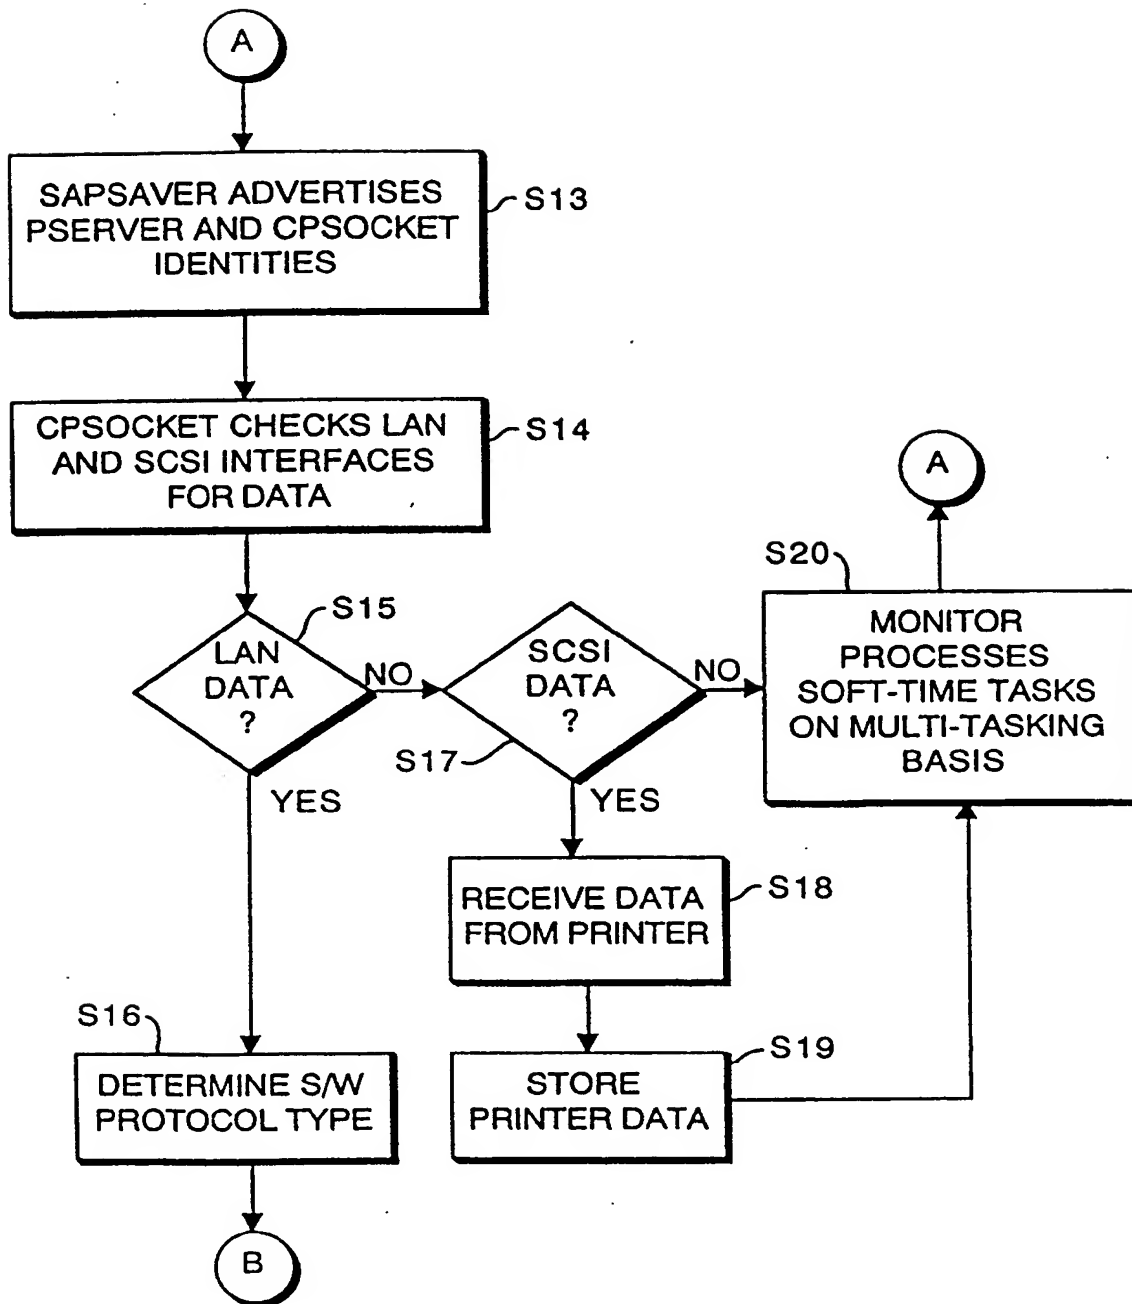 A
SAPSAVER ADVERTISES
PSERVER AND CPSOCKET
IDENTITIES
S13
CPSOCKET CHECKS LAN
AND SCSI INTERFACES
FOR DATA
S14
LAN
DATA
?
S15
NO
YES
SCSI
DATA
?
S17
NO
YES
A
S20
MONITOR
PROCESSES
SOFT-TIME TASKS
ON MULTI-TASKING
BASIS
RECEIVE DATA
FROM PRINTER
S18
S16
DETERMINE S/W
PROTOCOL TYPE
STORE
PRINTER DATA
S19
B